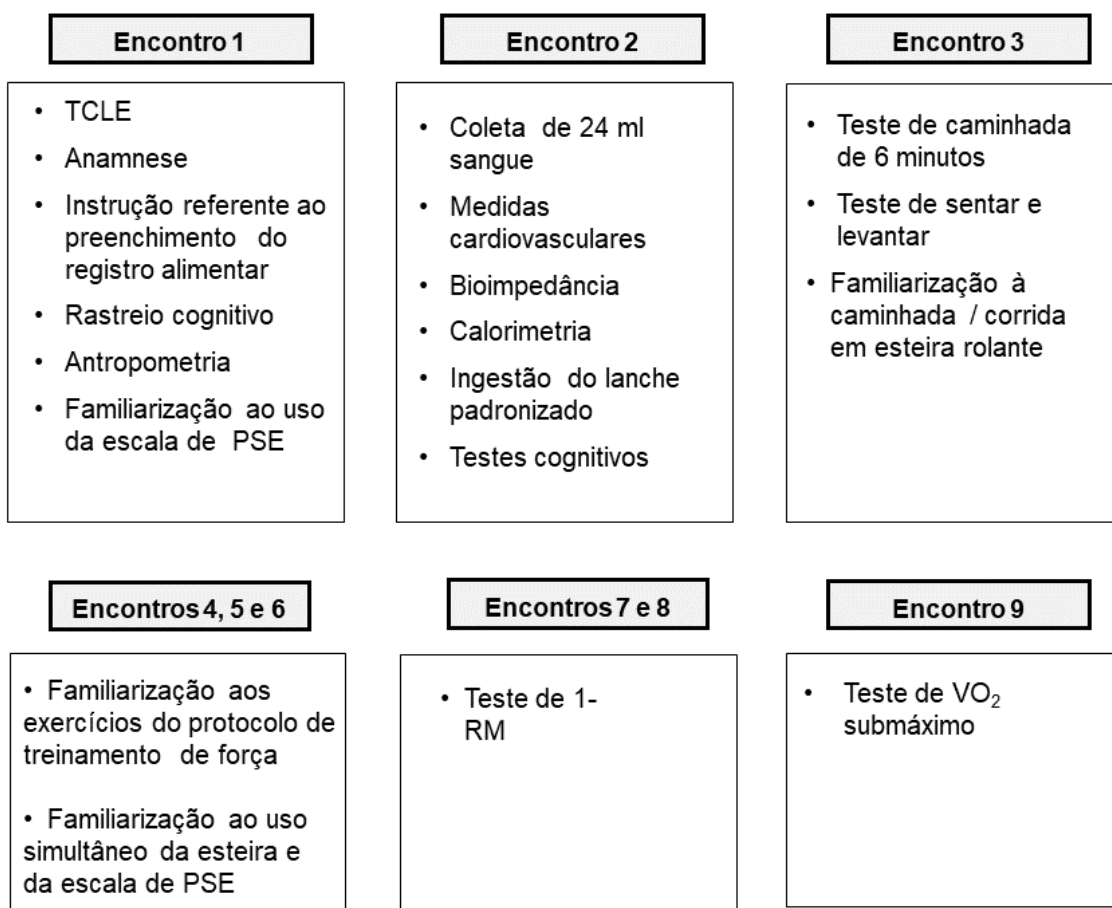 Encontro 1
• TCLE
• Anamnese
• Instrução referente ao
preenchimento do
registro alimentar
• Rastreio cognitivo
• Antropometria
• Familiarização ao uso
da escala de PSE
Encontro 2
• Coleta de 24 ml
sangue
• Medidas
cardiovasculares
• Bioimpedância
• Calorimetria
• Ingestão do lanche
padronizado
• Testes cognitivos
Encontro 3
• Teste de caminhada
de 6 minutos
• Teste de sentar e
levantar
• Familiarização à
caminhada / corrida
em esteira rolante
Encontros 4, 5 e 6
• Familiarização aos
exercícios do protocolo de
treinamento de força
• Familiarização ao uso
simultâneo da esteira e
da escala de PSE
Encontros 7 e 8
• Teste de 1-
RM
Encontro 9
• Teste de VO₂
submáximo